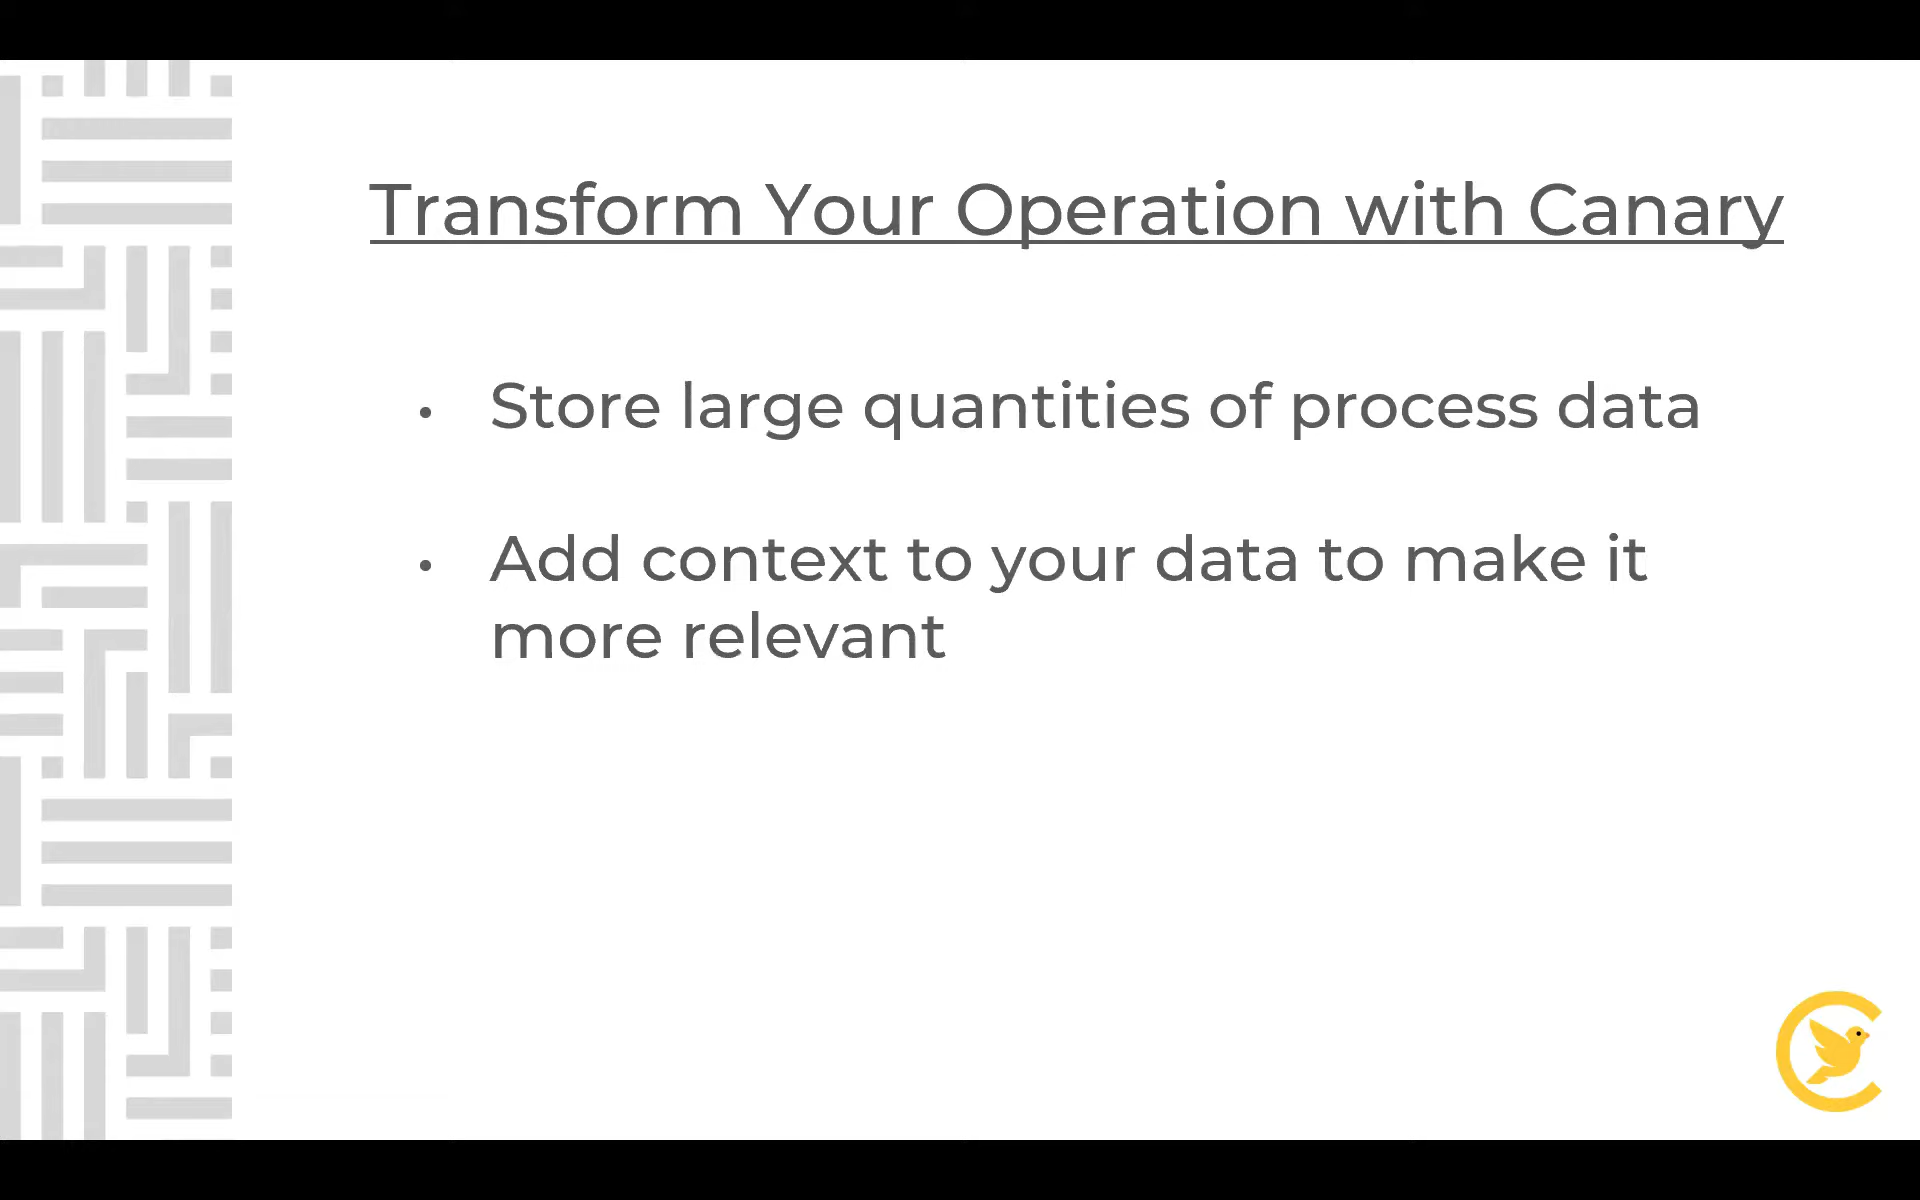 Transform Your Operation with Canary
• Store large quantities of process data
• Add context to your data to make it
more relevant